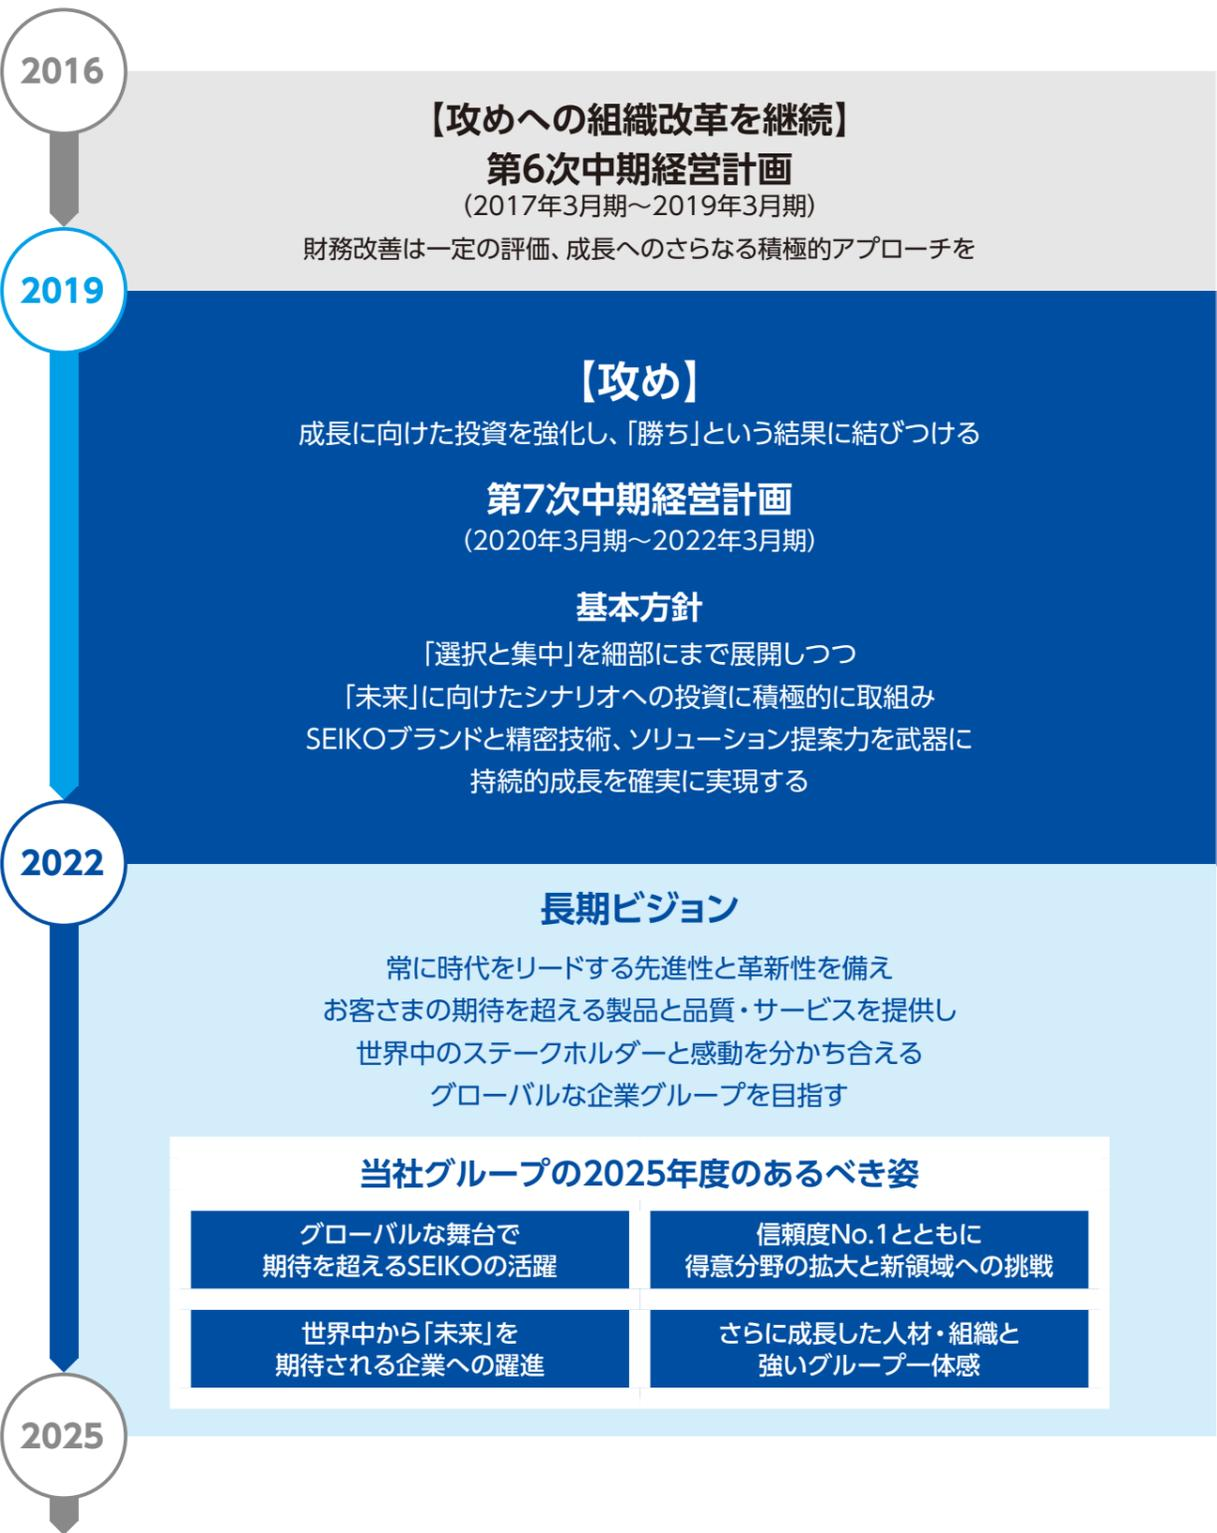 2016
【攻めへの組織改革を継続】
第6次中期経営計画
（2017年3月期～2019年3月期）
財務改善は一定の評価、成長へのさらなる積極的アプローチを
2019
【攻め】
成長に向けた投資を強化し、「勝ち」という結果に結びつける
第7次中期経営計画
（2020年3月期～2022年3月期）
基本方針
「選択と集中」を細部にまで展開しつつ
「未来」に向けたシナリオへの投資に積極的に取組み
SEIKOブランドと精密技術、ソリューション提案力を武器に
持続的成長を確実に実現する
2022
長期ビジョン
常に時代をリードする先進性と革新性を備え
お客さまの期待を超える製品と品質・サービスを提供し
世界中のステークホルダーと感動を分かち合える
グローバルな企業グループを目指す
当社グループの2025年度のあるべき姿
グローバルな舞台で
期待を超えるSEIKOの活躍
信頼度No.1とともに
得意分野の拡大と新領域への挑戦
世界中から「未来」を
期待される企業への躍進
さらに成長した人材・組織と
強いグループ一体感
2025